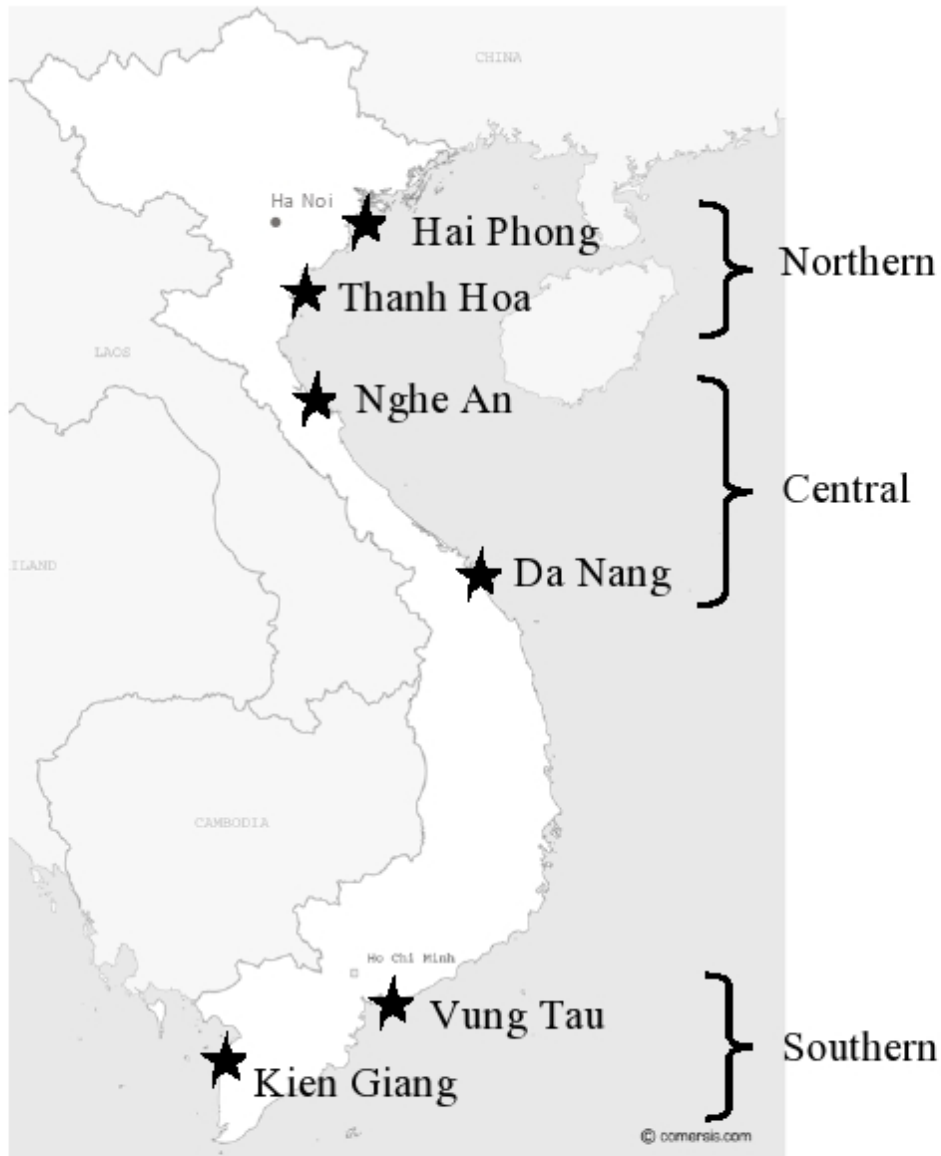 CHINA
Ha Noi
Hai Phong
Northern
Thanh Hoa
LAOS
Nghe An
Central
ILAND
Da Nang
CAMBODIA
Ho Chi Minh
Vung Tau
Southern
Kien Giang
© comersis.com